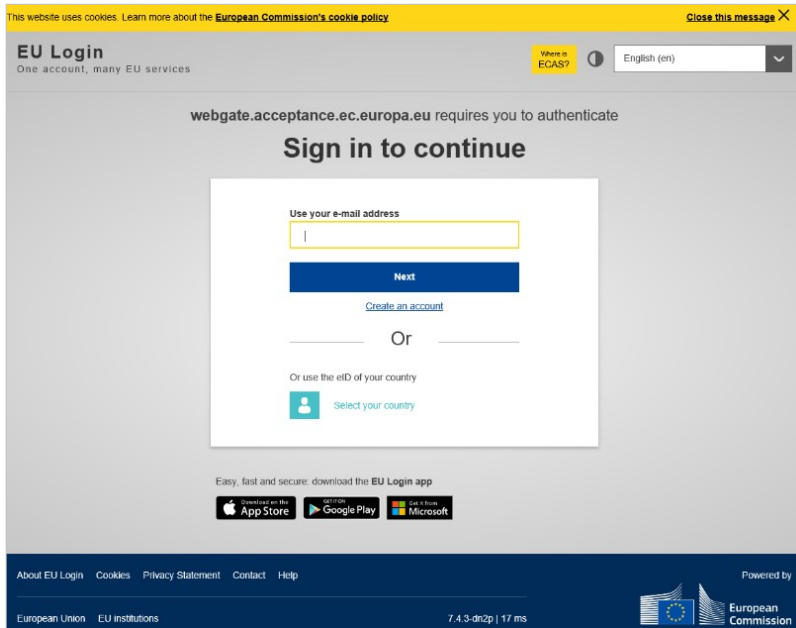 This website uses cookies. Learn more about the European Commission's cookie policy
Close this message
EU Login
One account, many EU services
Where is
ECAS?
English (en)
webgate.acceptance.ec.europa.eu requires you to authenticate
Sign in to continue
Use your e-mail address
Next
Create an account
Or
Or use the eID of your country
Select your country
Easy, fast and secure: download the EU Login app
Download on the
App Store
GET IT ON
Google Play
Get it from
Microsoft
About EU Login Cookies Privacy Statement Contact Help
Powered by
European Union EU institutions
7.4.3-dn2p | 17 ms
European
Commission